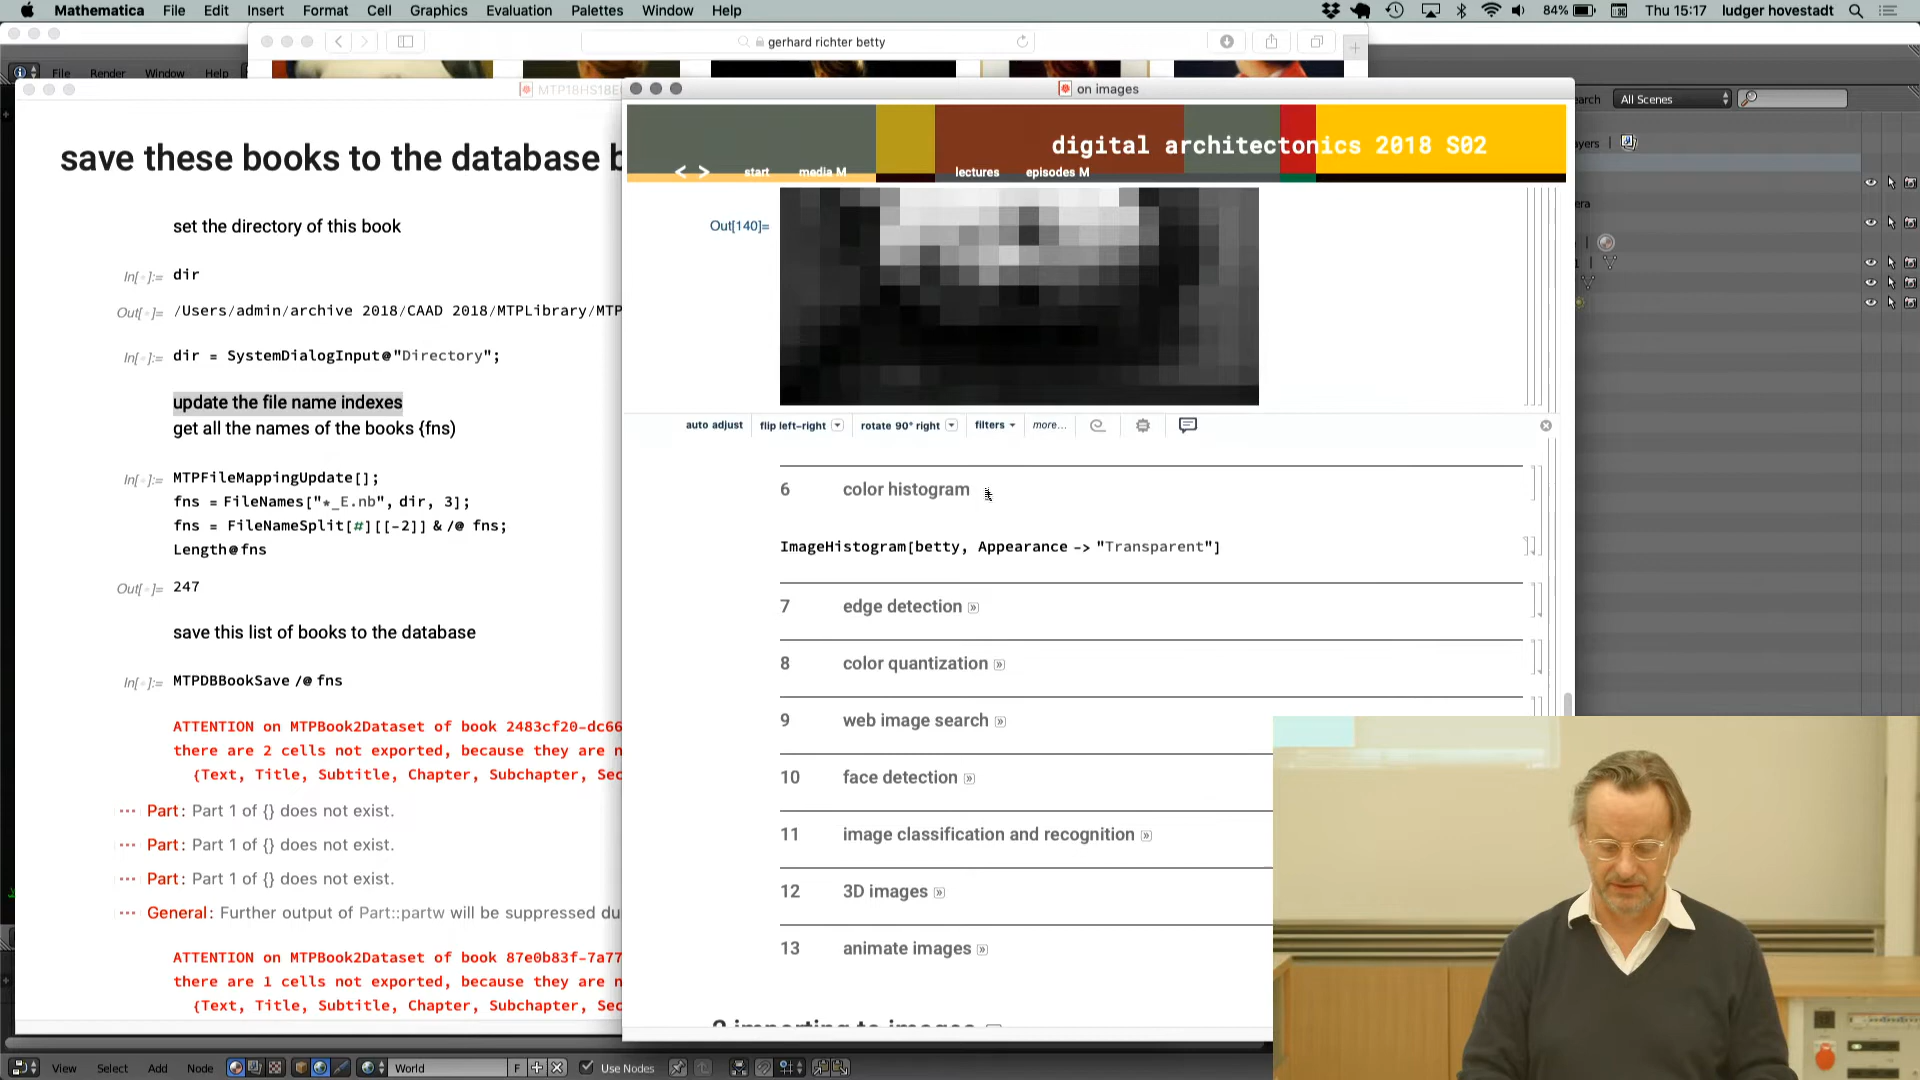 Mathematica File Edit Insert Format Cell Graphics Evaluation Palettes Window Help
84% Thu 15:17 ludger hovestadt
gerhard richter betty
File Render Window Help
MTP18HS18E
on images
All Scenes
digital architectonics 2018 S02
< > start media M lectures episodes M
save these books to the database b
set the directory of this book
In[◦]:= dir
Out[◦]= /Users/admin/archive 2018/CAAD 2018/MTPLibrary/MTP
In[◦]:= dir = SystemDialogInput@"Directory";
update the file name indexes
get all the names of the books {fns}
In[◦]:= MTPFileMappingUpdate[];
fns = FileNames["*_E.nb", dir, 3];
fns = FileNameSplit[#][[-2]] & /@ fns;
Length@fns
Out[◦]= 247
save this list of books to the database
In[◦]:= MTPDBBookSave /@ fns
ATTENTION on MTPBook2Dataset of book 2483cf20-dc66
there are 2 cells not exported, because they are n
{Text, Title, Subtitle, Chapter, Subchapter, Sec
Part: Part 1 of {} does not exist.
Part: Part 1 of {} does not exist.
Part: Part 1 of {} does not exist.
General: Further output of Part::partw will be suppressed du
ATTENTION on MTPBook2Dataset of book 87e0b83f-7a77
there are 1 cells not exported, because they are n
{Text, Title, Subtitle, Chapter, Subchapter, Sec
Out[140]=
auto adjust flip left-right rotate 90° right filters more...
6 color histogram
ImageHistogram[betty, Appearance -> "Transparent"]
7 edge detection
8 color quantization
9 web image search
10 face detection
11 image classification and recognition
12 3D images
13 animate images
View Select Add Node World F Use Nodes